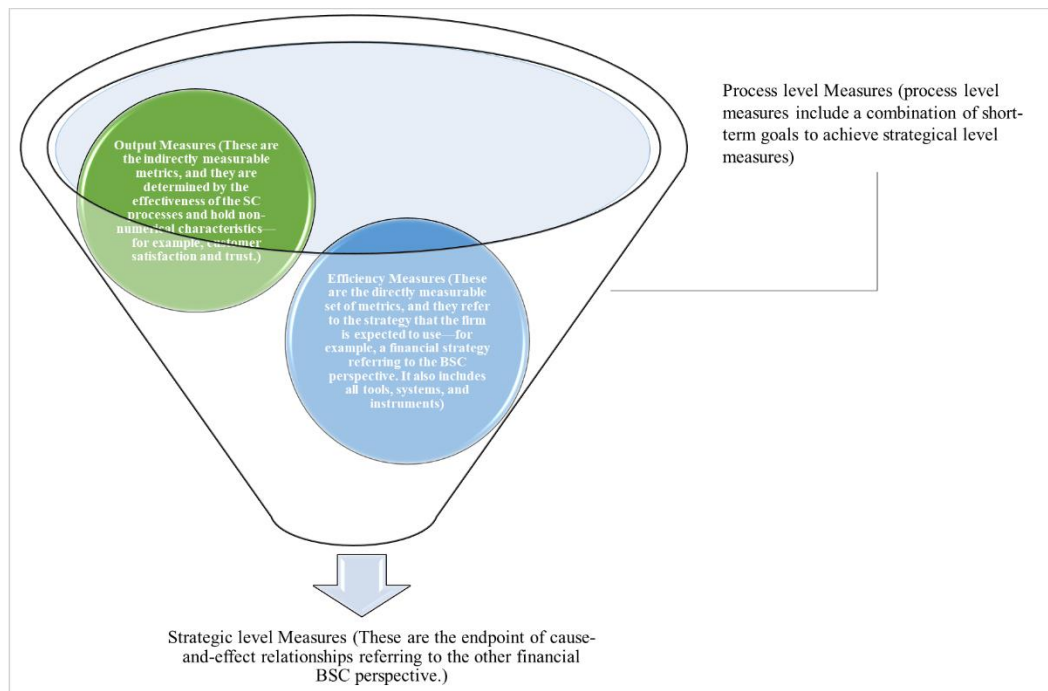 Process level Measures (process level
measures include a combination of short-
term goals to achieve strategical level
measures)
Output Measures (These are
the indirectly measurable
metrics, and they are
determined by the
effectiveness of the SC
processes and hold non-
numerical characteristics—
for example, customer
satisfaction and trust.)
Efficiency Measures (These
are the directly measurable
set of metrics, and they refer
to the strategy that the firm
is expected to use—for
example, a financial strategy
referring to the BSC
perspective. It also includes
all tools, systems, and
instruments)
Strategic level Measures (These are the endpoint of cause-
and-effect relationships referring to the other financial
BSC perspective.)